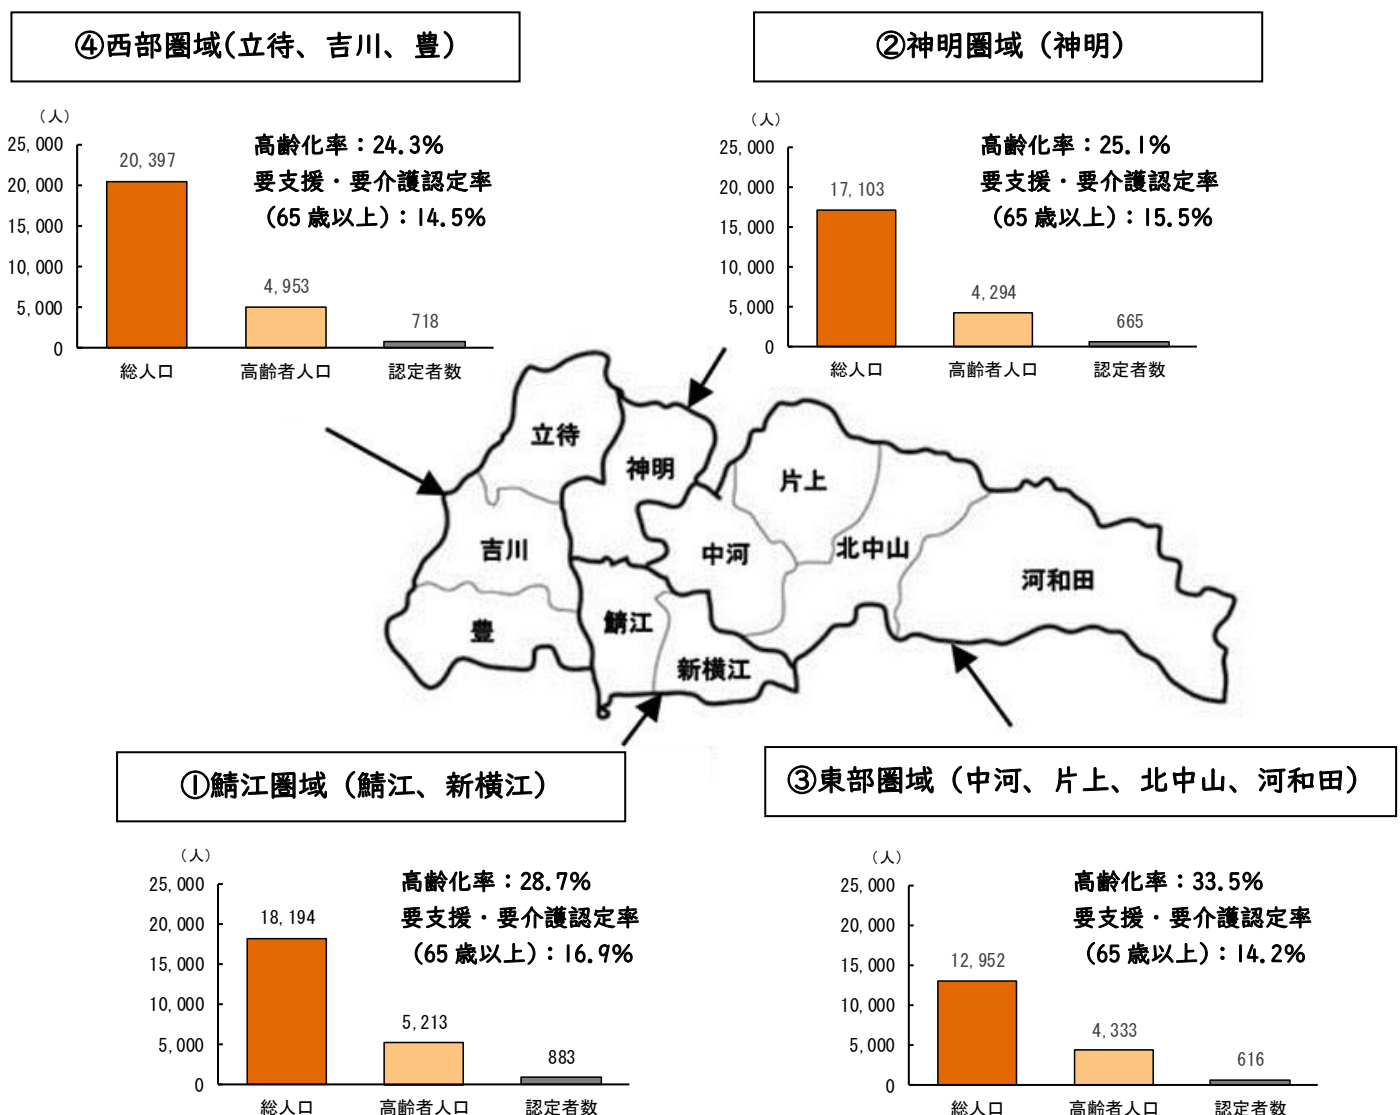 ④西部圏域(立待、吉川、豊)
(人)
高齢化率：24.3%
要支援・要介護認定率
(65歳以上)：14.5%
25,000
20,000
15,000
10,000
5,000
0
20,397
4,953
718
総人口
高齢者人口
認定者数
②神明圏域（神明）
(人)
高齢化率：25.1%
要支援・要介護認定率
(65歳以上)：15.5%
25,000
20,000
15,000
10,000
5,000
0
17,103
4,294
665
総人口
高齢者人口
認定者数
立待
神明
片上
吉川
中河
北中山
河和田
豊
鯖江
新横江
①鯖江圏域（鯖江、新横江）
(人)
高齢化率：28.7%
要支援・要介護認定率
(65歳以上)：16.9%
25,000
20,000
15,000
10,000
5,000
0
18,194
5,213
883
総人口
高齢者人口
認定者数
③東部圏域（中河、片上、北中山、河和田）
(人)
高齢化率：33.5%
要支援・要介護認定率
(65歳以上)：14.2%
25,000
20,000
15,000
10,000
5,000
0
12,952
4,333
616
総人口
高齢者人口
認定者数